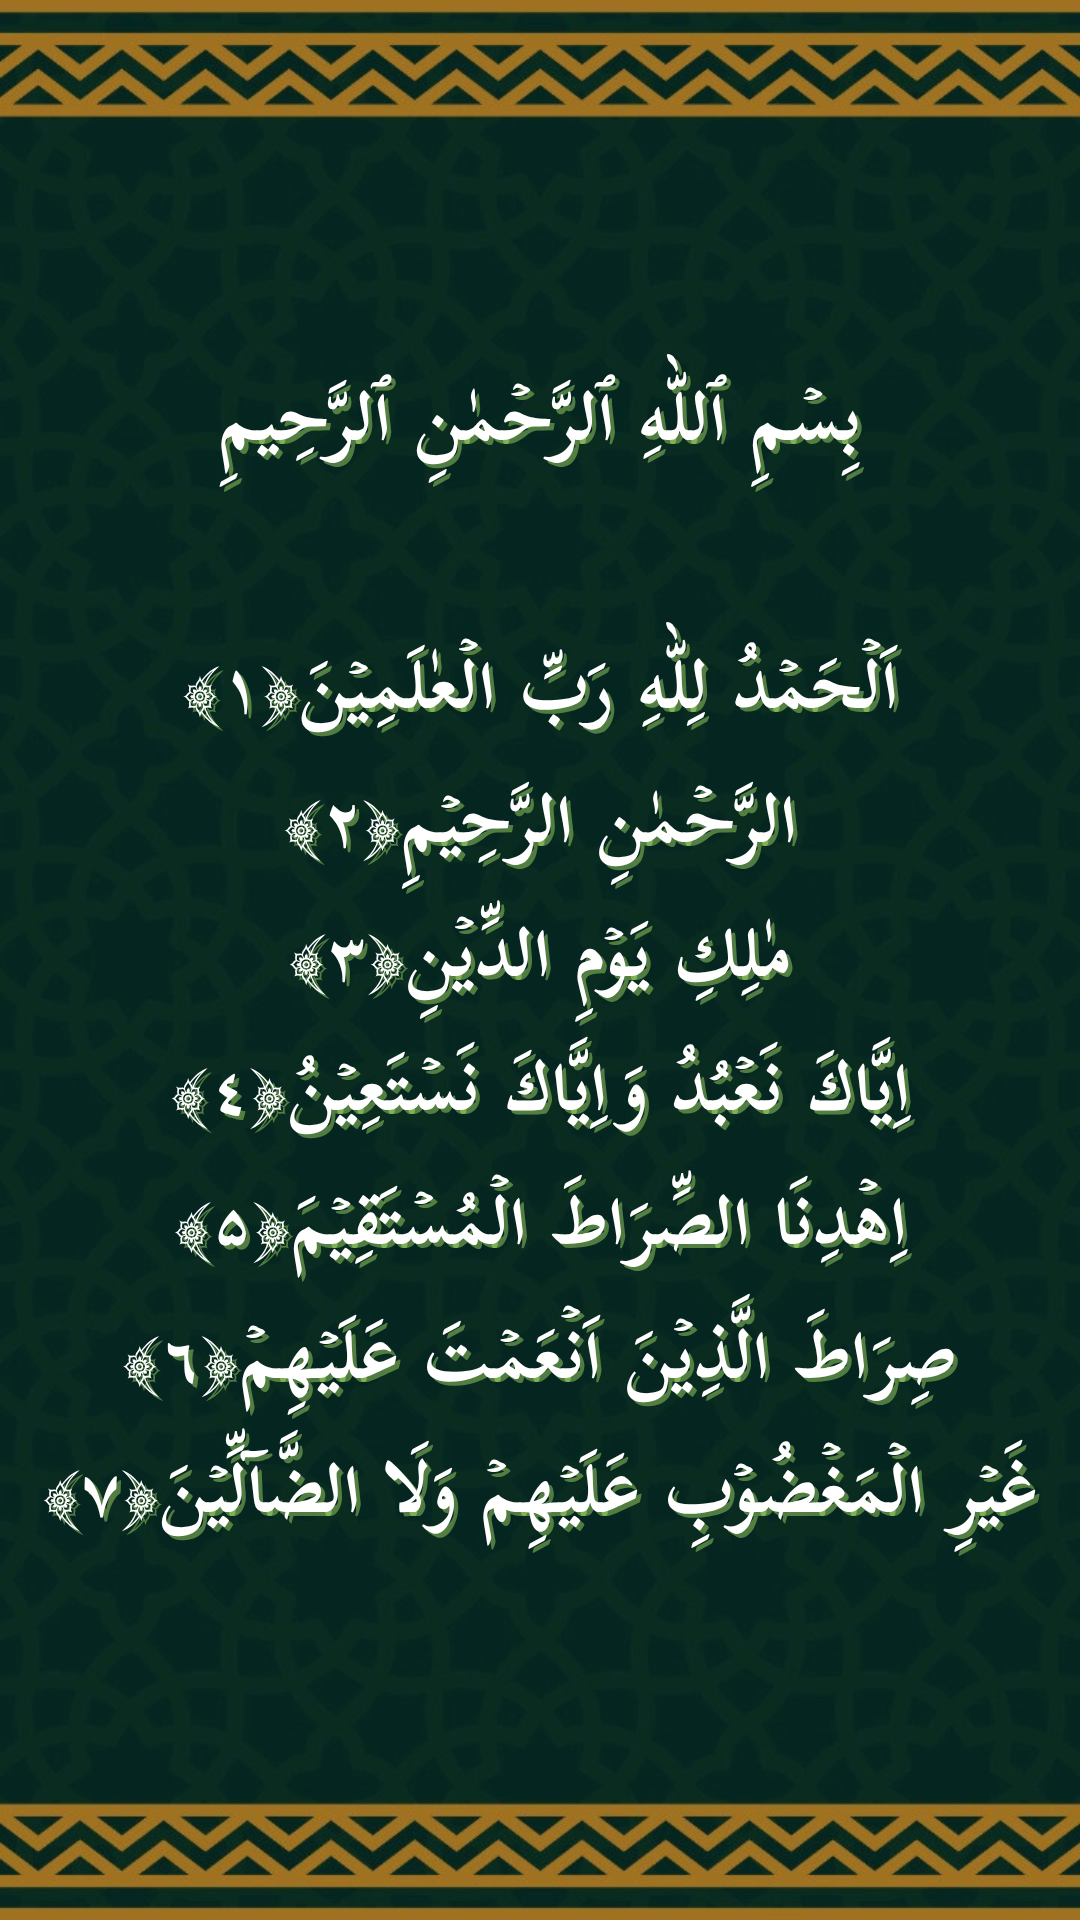 بِسْمِ ٱللّٰهِ ٱلرَّحْمٰنِ ٱلرَّحِيمِ
اَلْحَمْدُ لِلّٰهِ رَبِّ الْعٰلَمِيْنَ﴿١﴾
الرَّحْمٰنِ الرَّحِيْمِ﴿٢﴾
مٰلِكِ يَوْمِ الدِّيْنِ﴿٣﴾
اِيَّاكَ نَعْبُدُ وَاِيَّاكَ نَسْتَعِيْنُ﴿٤﴾
اِهْدِنَا الصِّرَاطَ الْمُسْتَقِيْمَ﴿۵﴾
صِرَاطَ الَّذِيْنَ اَنْعَمْتَ عَلَيْهِمْ﴿٦﴾
غَيْرِ الْمَغْضُوْبِ عَلَيْهِمْ وَلَا الضَّآلِّيْنَ﴿٧﴾